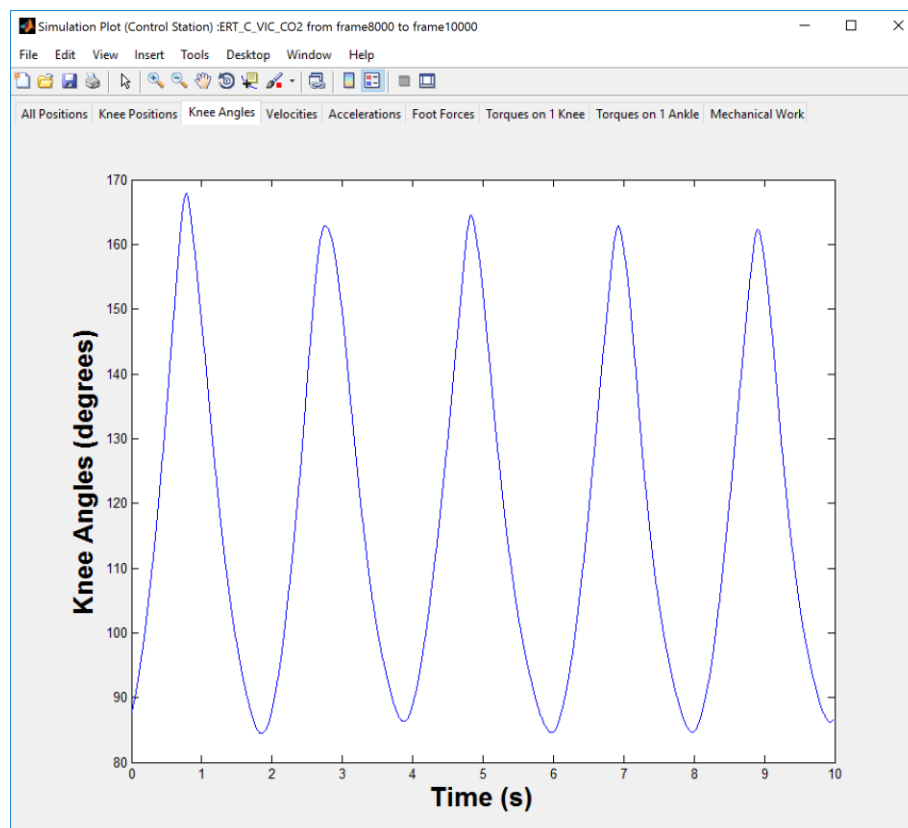 Simulation Plot (Control Station) :ERT_C_VIC_CO2 from frame8000 to frame10000
File Edit View Insert Tools Desktop Window Help
All Positions Knee Positions Knee Angles Velocities Accelerations Foot Forces Torques on 1 Knee Torques on 1 Ankle Mechanical Work
170
160
150
140
130
120
110
100
90
80
Knee Angles (degrees)
0 1 2 3 4 5 6 7 8 9 10
Time (s)